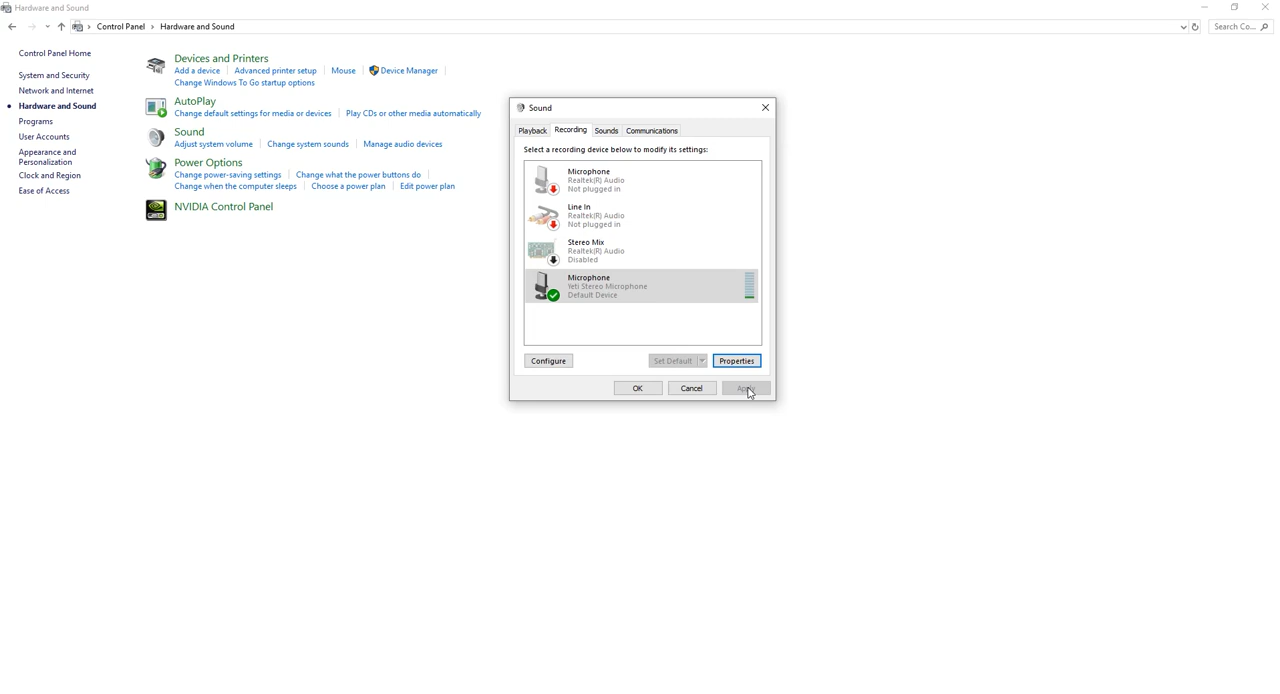 Hardware and Sound
Control Panel › Hardware and Sound
Search Co...
Control Panel Home
System and Security
Network and Internet
Hardware and Sound
Programs
User Accounts
Appearance and
Personalization
Clock and Region
Ease of Access
Devices and Printers
Add a device Advanced printer setup Mouse Device Manager
Change Windows To Go startup options
AutoPlay
Change default settings for media or devices Play CDs or other media automatically
Sound
Adjust system volume Change system sounds Manage audio devices
Power Options
Change power-saving settings Change what the power buttons do
Change when the computer sleeps Choose a power plan Edit power plan
NVIDIA Control Panel
Sound
Playback Recording Sounds Communications
Select a recording device below to modify its settings:
Microphone
Realtek(R) Audio
Not plugged in
Line In
Realtek(R) Audio
Not plugged in
Stereo Mix
Realtek(R) Audio
Disabled
Microphone
Yeti Stereo Microphone
Default Device
Configure Set Default Properties
OK Cancel Apply